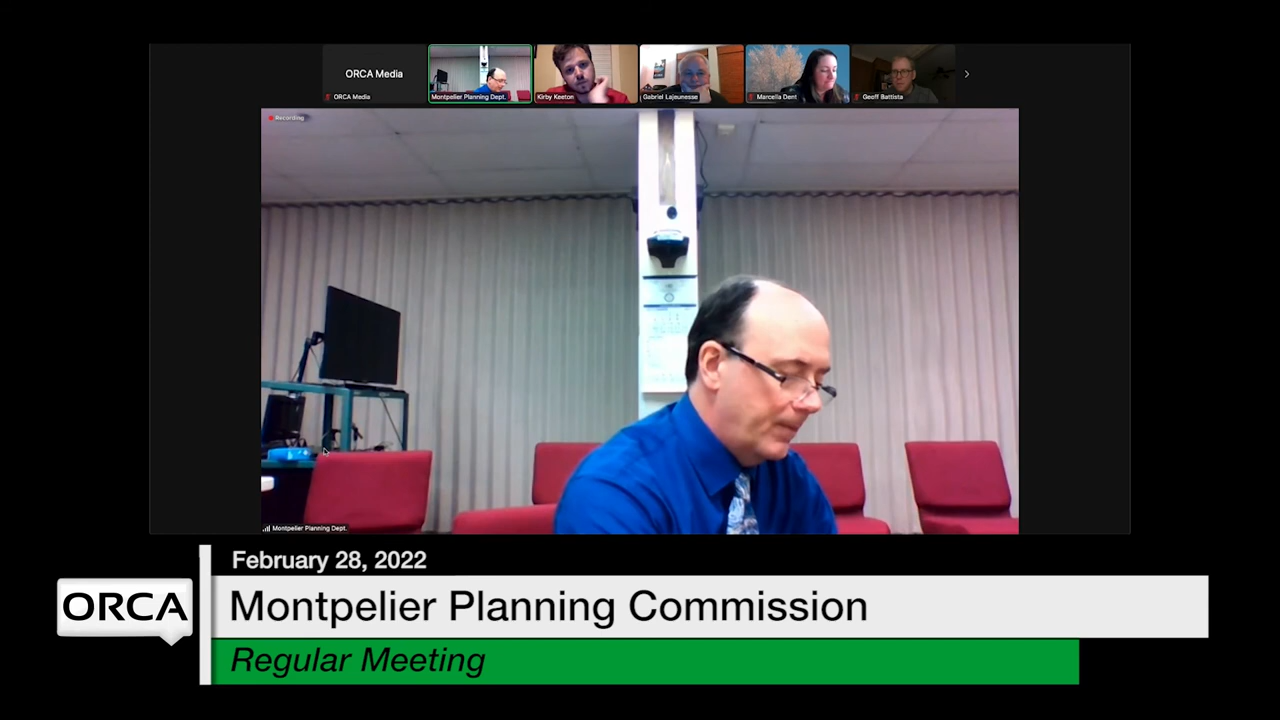 ORCA Media
ORCA Media
Montpelier Planning Dept.
Kirby Keeton
Gabriel Lajeunesse
Marcella Dent
Geoff Battista
Recording
Montpelier Planning Dept.
February 28, 2022
ORCA
Montpelier Planning Commission
Regular Meeting